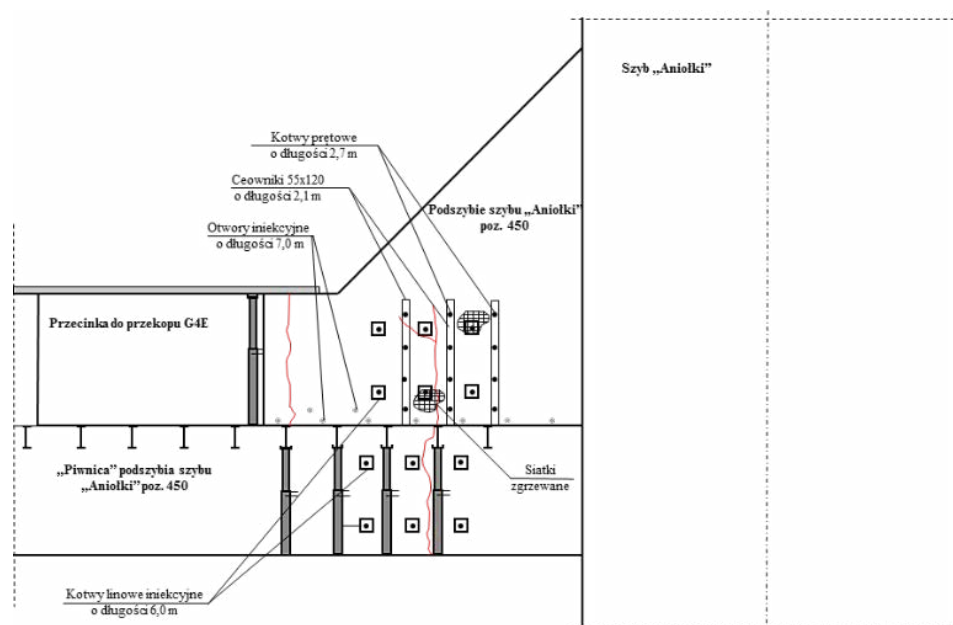 Szyb „Aniołki”
Kotwy prętowe
o długości 2,7 m
Ceowniki 55x120
o długości 2,1 m
Podszybie szybu „Aniołki”
poz. 450
Otwory iniekcyjne
o długości 7,0 m
Przecinka do przekopu G4E
„Piwnica” podszybia szybu
„Aniołki” poz. 450
Siatki
zgrzewane
Kotwy linowe iniekcyjne
o długości 6,0 m